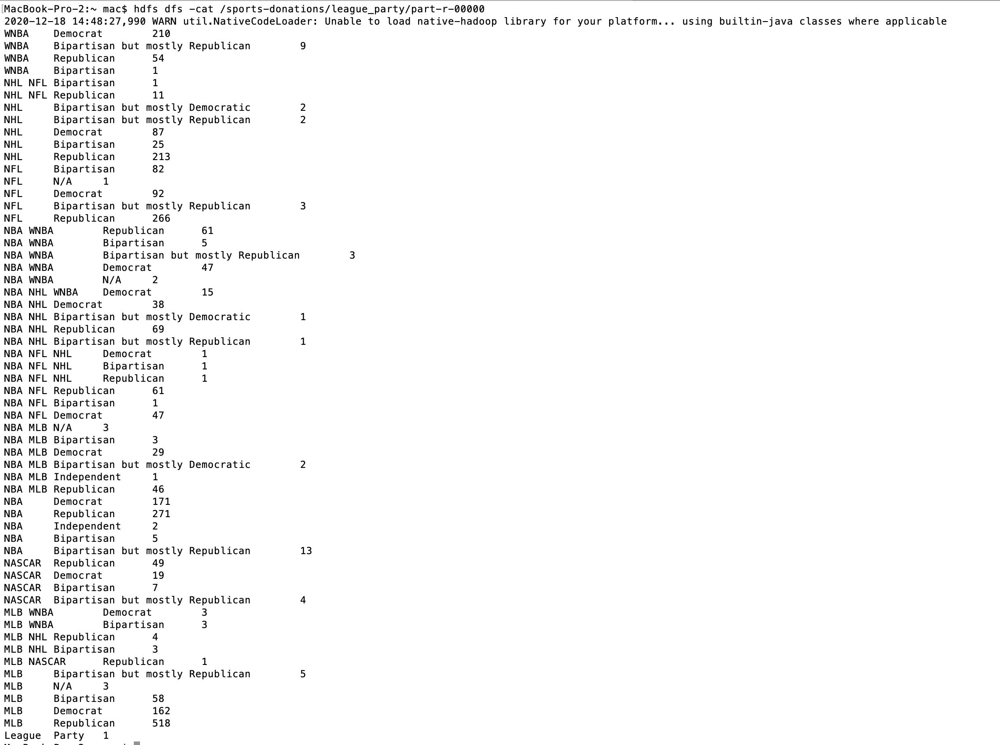 MacBook-Pro-2:~ mac$ hdfs dfs -cat /sports-donations/league_party/part-r-00000
2020-12-18 14:48:27,990 WARN util.NativeCodeLoader: Unable to load native-hadoop library for your platform... using builtin-java classes where applicable
WNBA	Democrat	210
WNBA	Bipartisan but mostly Republican	9
WNBA	Republican	54
WNBA	Bipartisan	1
NHL NFL	Bipartisan	1
NHL NFL	Republican	11
NHL	Bipartisan but mostly Democratic	2
NHL	Bipartisan but mostly Republican	2
NHL	Democrat	87
NHL	Bipartisan	25
NHL	Republican	213
NFL	Bipartisan	82
NFL	N/A	1
NFL	Democrat	92
NFL	Bipartisan but mostly Republican	3
NFL	Republican	266
NBA WNBA	Republican	61
NBA WNBA	Bipartisan	5
NBA WNBA	Bipartisan but mostly Republican	3
NBA WNBA	Democrat	47
NBA WNBA	N/A	2
NBA NHL WNBA	Democrat	15
NBA NHL	Democrat	38
NBA NHL	Bipartisan but mostly Democratic	1
NBA NHL	Republican	69
NBA NHL	Bipartisan but mostly Republican	1
NBA NFL NHL	Democrat	1
NBA NFL NHL	Bipartisan	1
NBA NFL NHL	Republican	1
NBA NFL	Republican	61
NBA NFL	Bipartisan	1
NBA NFL	Democrat	47
NBA MLB	N/A	3
NBA MLB	Bipartisan	3
NBA MLB	Democrat	29
NBA MLB	Bipartisan but mostly Democratic	2
NBA MLB	Independent	1
NBA MLB	Republican	46
NBA	Democrat	171
NBA	Republican	271
NBA	Independent	2
NBA	Bipartisan	5
NBA	Bipartisan but mostly Republican	13
NASCAR	Republican	49
NASCAR	Democrat	19
NASCAR	Bipartisan	7
NASCAR	Bipartisan but mostly Republican	4
MLB WNBA	Democrat	3
MLB WNBA	Bipartisan	3
MLB NHL	Republican	4
MLB NHL	Bipartisan	3
MLB NASCAR	Republican	1
MLB	Bipartisan but mostly Republican	5
MLB	N/A	3
MLB	Bipartisan	58
MLB	Democrat	162
MLB	Republican	518
League	Party	1